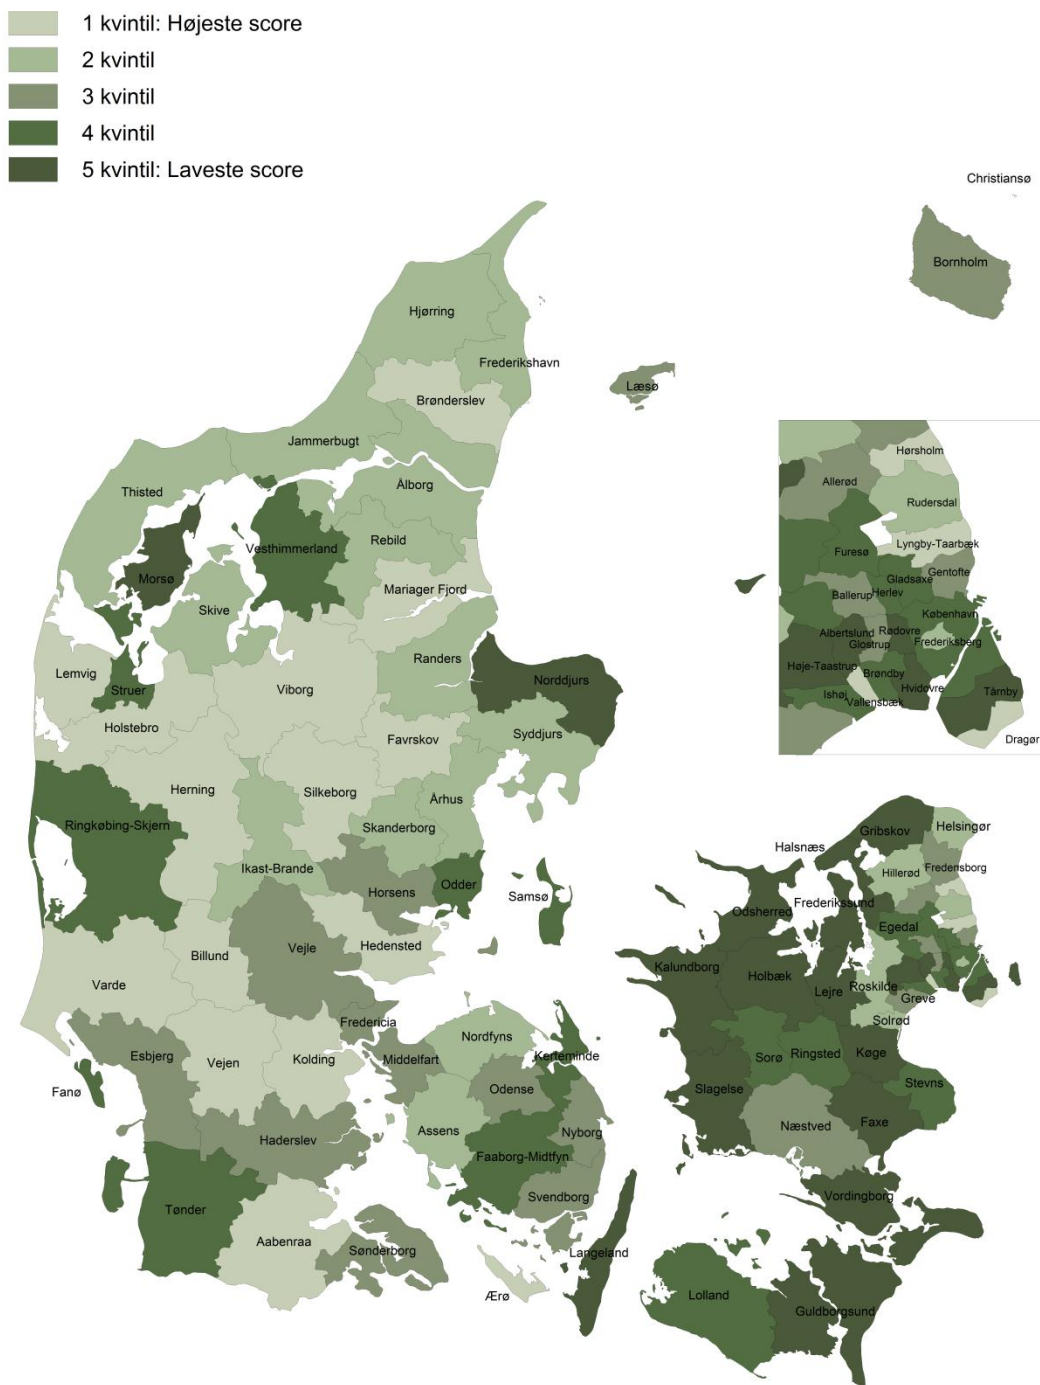 1 kvintil: Højeste score
2 kvintil
3 kvintil
4 kvintil
5 kvintil: Laveste score
Christiansø
Bornholm
Hjørring
Frederikshavn
Læsø
Brønderslev
Jammerbugt
Ålborg
Thisted
Rebild
Vesthimmerland
Morsø
Mariager Fjord
Skive
Randers
Lemvig
Struer
Viborg
Norddjurs
Holstebro
Favrskov
Syddjurs
Herning
Silkeborg
Århus
Ringkøbing-Skjern
Skanderborg
Ikast-Brande
Horsens
Odder
Samsø
Hedensted
Vejle
Billund
Varde
Fredericia
Esbjerg
Vejen
Kolding
Middelfart
Nordfyns
Kerteminde
Fanø
Odense
Haderslev
Assens
Nyborg
Faaborg-Midtfyn
Svendborg
Tønder
Aabenraa
Sønderborg
Langeland
Ærø
Hørsholm
Allerød
Rudersdal
Lyngby-Taarbæk
Furesø
Gentofte
Gladsaxe
Ballerup
Herlev
København
Albertslund
Rødovre
Glostrup
Frederiksberg
Høje-Taastrup
Brøndby
Ishøj
Hvidovre
Vallensbæk
Tårnby
Dragør
Gribskov
Helsingør
Halsnæs
Fredensborg
Hillerød
Frederikssund
Odsherred
Egedal
Kalundborg
Holbæk
Lejre
Roskilde
Greve
Solrød
Sorø
Ringsted
Køge
Slagelse
Stevns
Næstved
Faxe
Vordingborg
Lolland
Guldborgsund